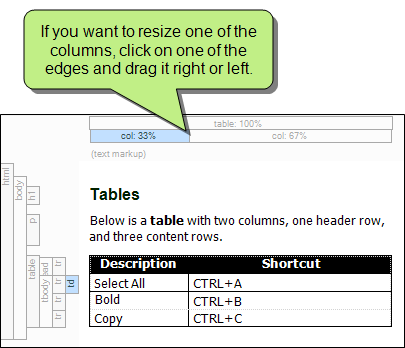 If you want to resize one of the
columns, click on one of the
edges and drag it right or left.
table: 100%
col: 33% col: 67%
(text markup)
html
body
h1
p
table
tbody
ead
tr
tr
tr
tr
td
Tables
Below is a table with two columns, one header row,
and three content rows.
Description Shortcut
Select All CTRL+A
Bold CTRL+B
Copy CTRL+C